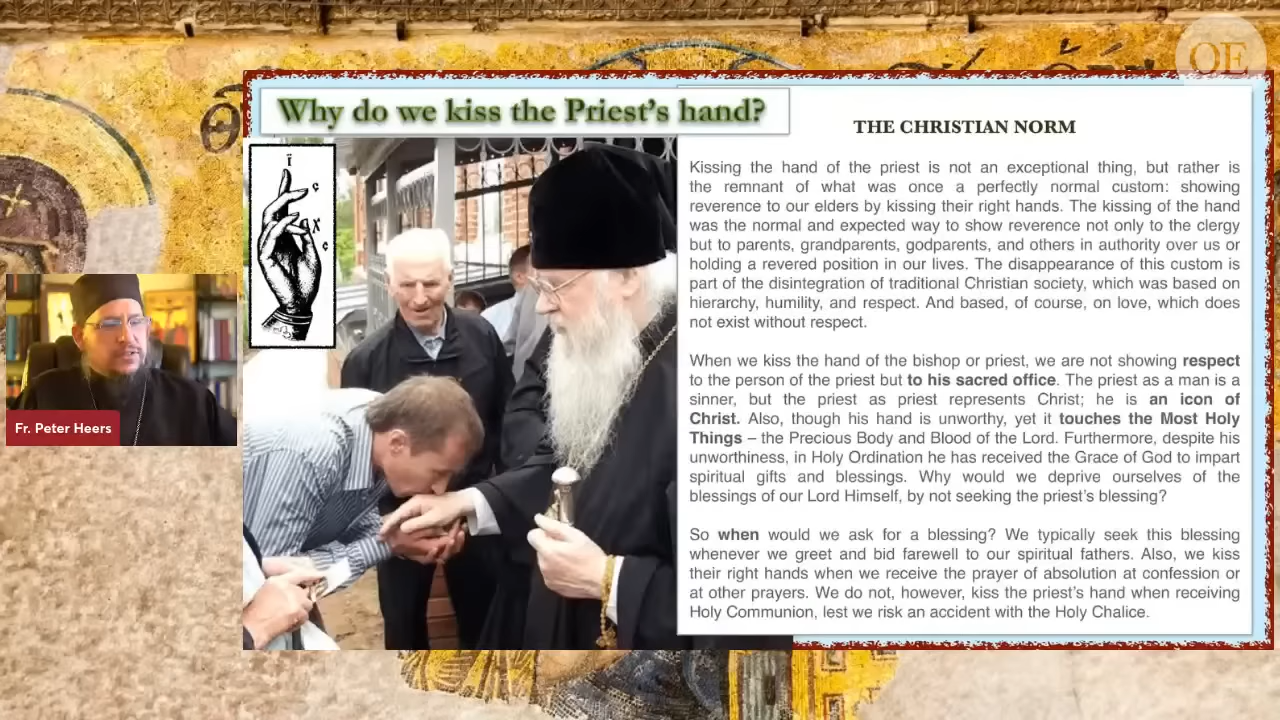 OE
Why do we kiss the Priest's hand?
THE CHRISTIAN NORM
Kissing the hand of the priest is not an exceptional thing, but rather is
the remnant of what was once a perfectly normal custom: showing
reverence to our elders by kissing their right hands. The kissing of the hand
was the normal and expected way to show reverence not only to the clergy
but to parents, grandparents, godparents, and others in authority over us or
holding a revered position in our lives. The disappearance of this custom is
part of the disintegration of traditional Christian society, which was based on
hierarchy, humility, and respect. And based, of course, on love, which does
not exist without respect.
When we kiss the hand of the bishop or priest, we are not showing respect
to the person of the priest but to his sacred office. The priest as a man is a
sinner, but the priest as priest represents Christ; he is an icon of
Christ. Also, though his hand is unworthy, yet it touches the Most Holy
Things – the Precious Body and Blood of the Lord. Furthermore, despite his
unworthiness, in Holy Ordination he has received the Grace of God to impart
spiritual gifts and blessings. Why would we deprive ourselves of the
blessings of our Lord Himself, by not seeking the priest's blessing?
So when would we ask for a blessing? We typically seek this blessing
whenever we greet and bid farewell to our spiritual fathers. Also, we kiss
their right hands when we receive the prayer of absolution at confession or
at other prayers. We do not, however, kiss the priest's hand when receiving
Holy Communion, lest we risk an accident with the Holy Chalice.
Fr. Peter Heers